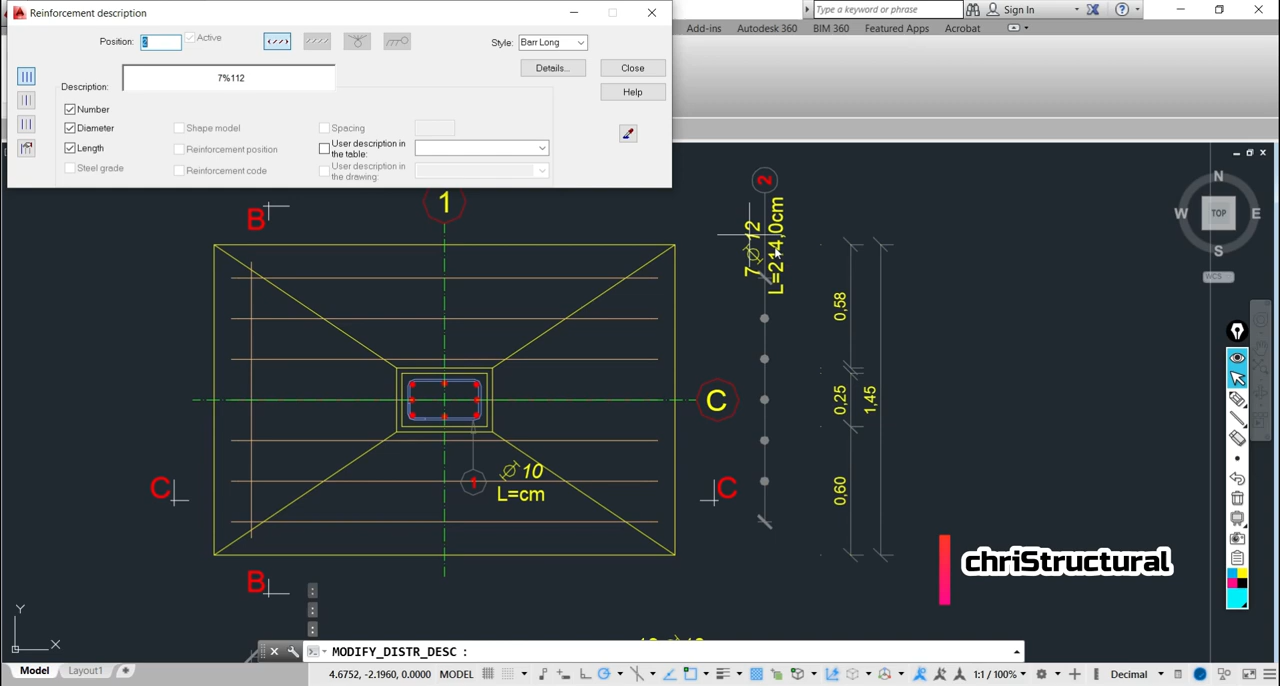 Reinforcement description
Type a keyword or phrase
Sign In
Position:
2
Active
Style:
Barr Long
Add-ins
Autodesk 360
BIM 360
Featured Apps
Acrobat
Details...
Close
Description:
7%112
Help
Number
Diameter
Shape model
Spacing
Length
Reinforcement position
User description in
the table:
Steel grade
Reinforcement code
User description in
the drawing:
B
1
2
N
W
TOP
E
S
WCS
7 Ø 12
L=214,0cm
0,58
C
0,25
1,45
Ø 10
1
L=cm
C
C
0,60
chriStructural
B
Y
X
MODIFY_DISTR_DESC :
Model
Layout1
4.6752, -2.1960, 0.0000
MODEL
1:1 / 100%
Decimal